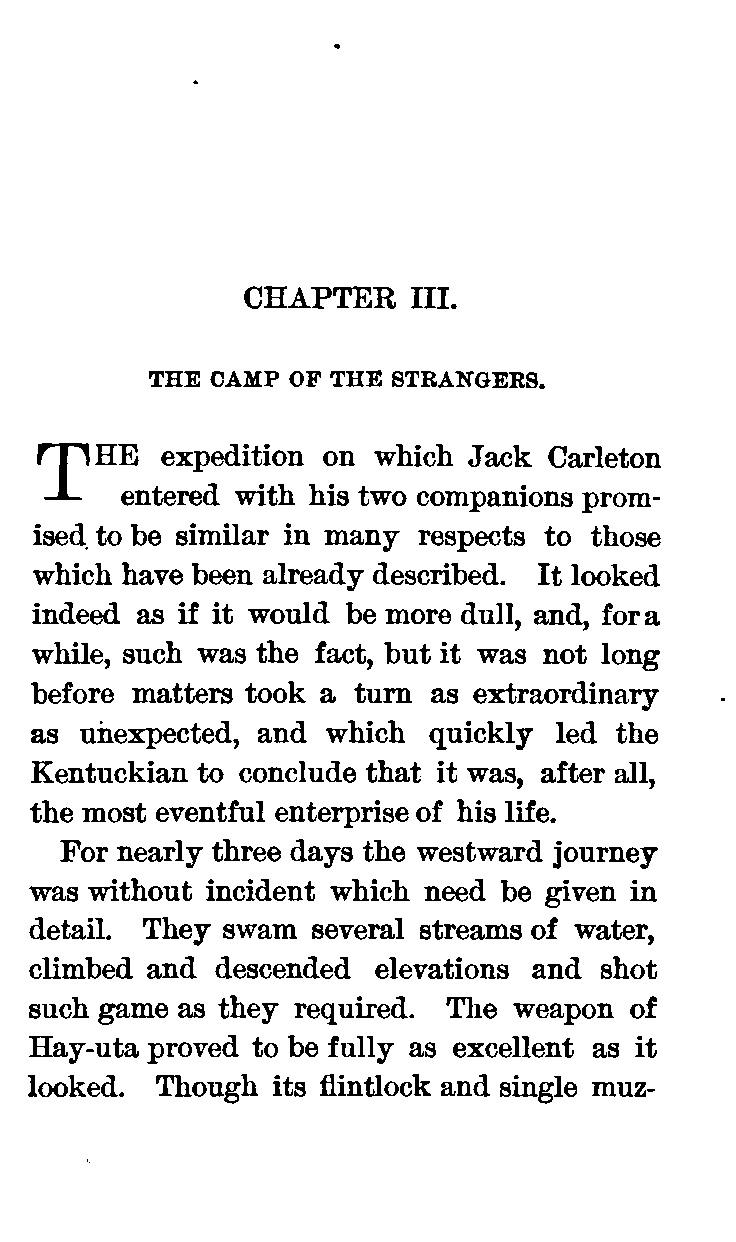 CHAPTER III.
THE CAMP OF THE STRANGERS.
THE expedition on which Jack Carleton
entered with his two companions prom-
ised to be similar in many respects to those
which have been already described. It looked
indeed as if it would be more dull, and, for a
while, such was the fact, but it was not long
before matters took a turn as extraordinary
as unexpected, and which quickly led the
Kentuckian to conclude that it was, after all,
the most eventful enterprise of his life.
For nearly three days the westward journey
was without incident which need be given in
detail. They swam several streams of water,
climbed and descended elevations and shot
such game as they required. The weapon of
Hay-uta proved to be fully as excellent as it
looked. Though its flintlock and single muz-